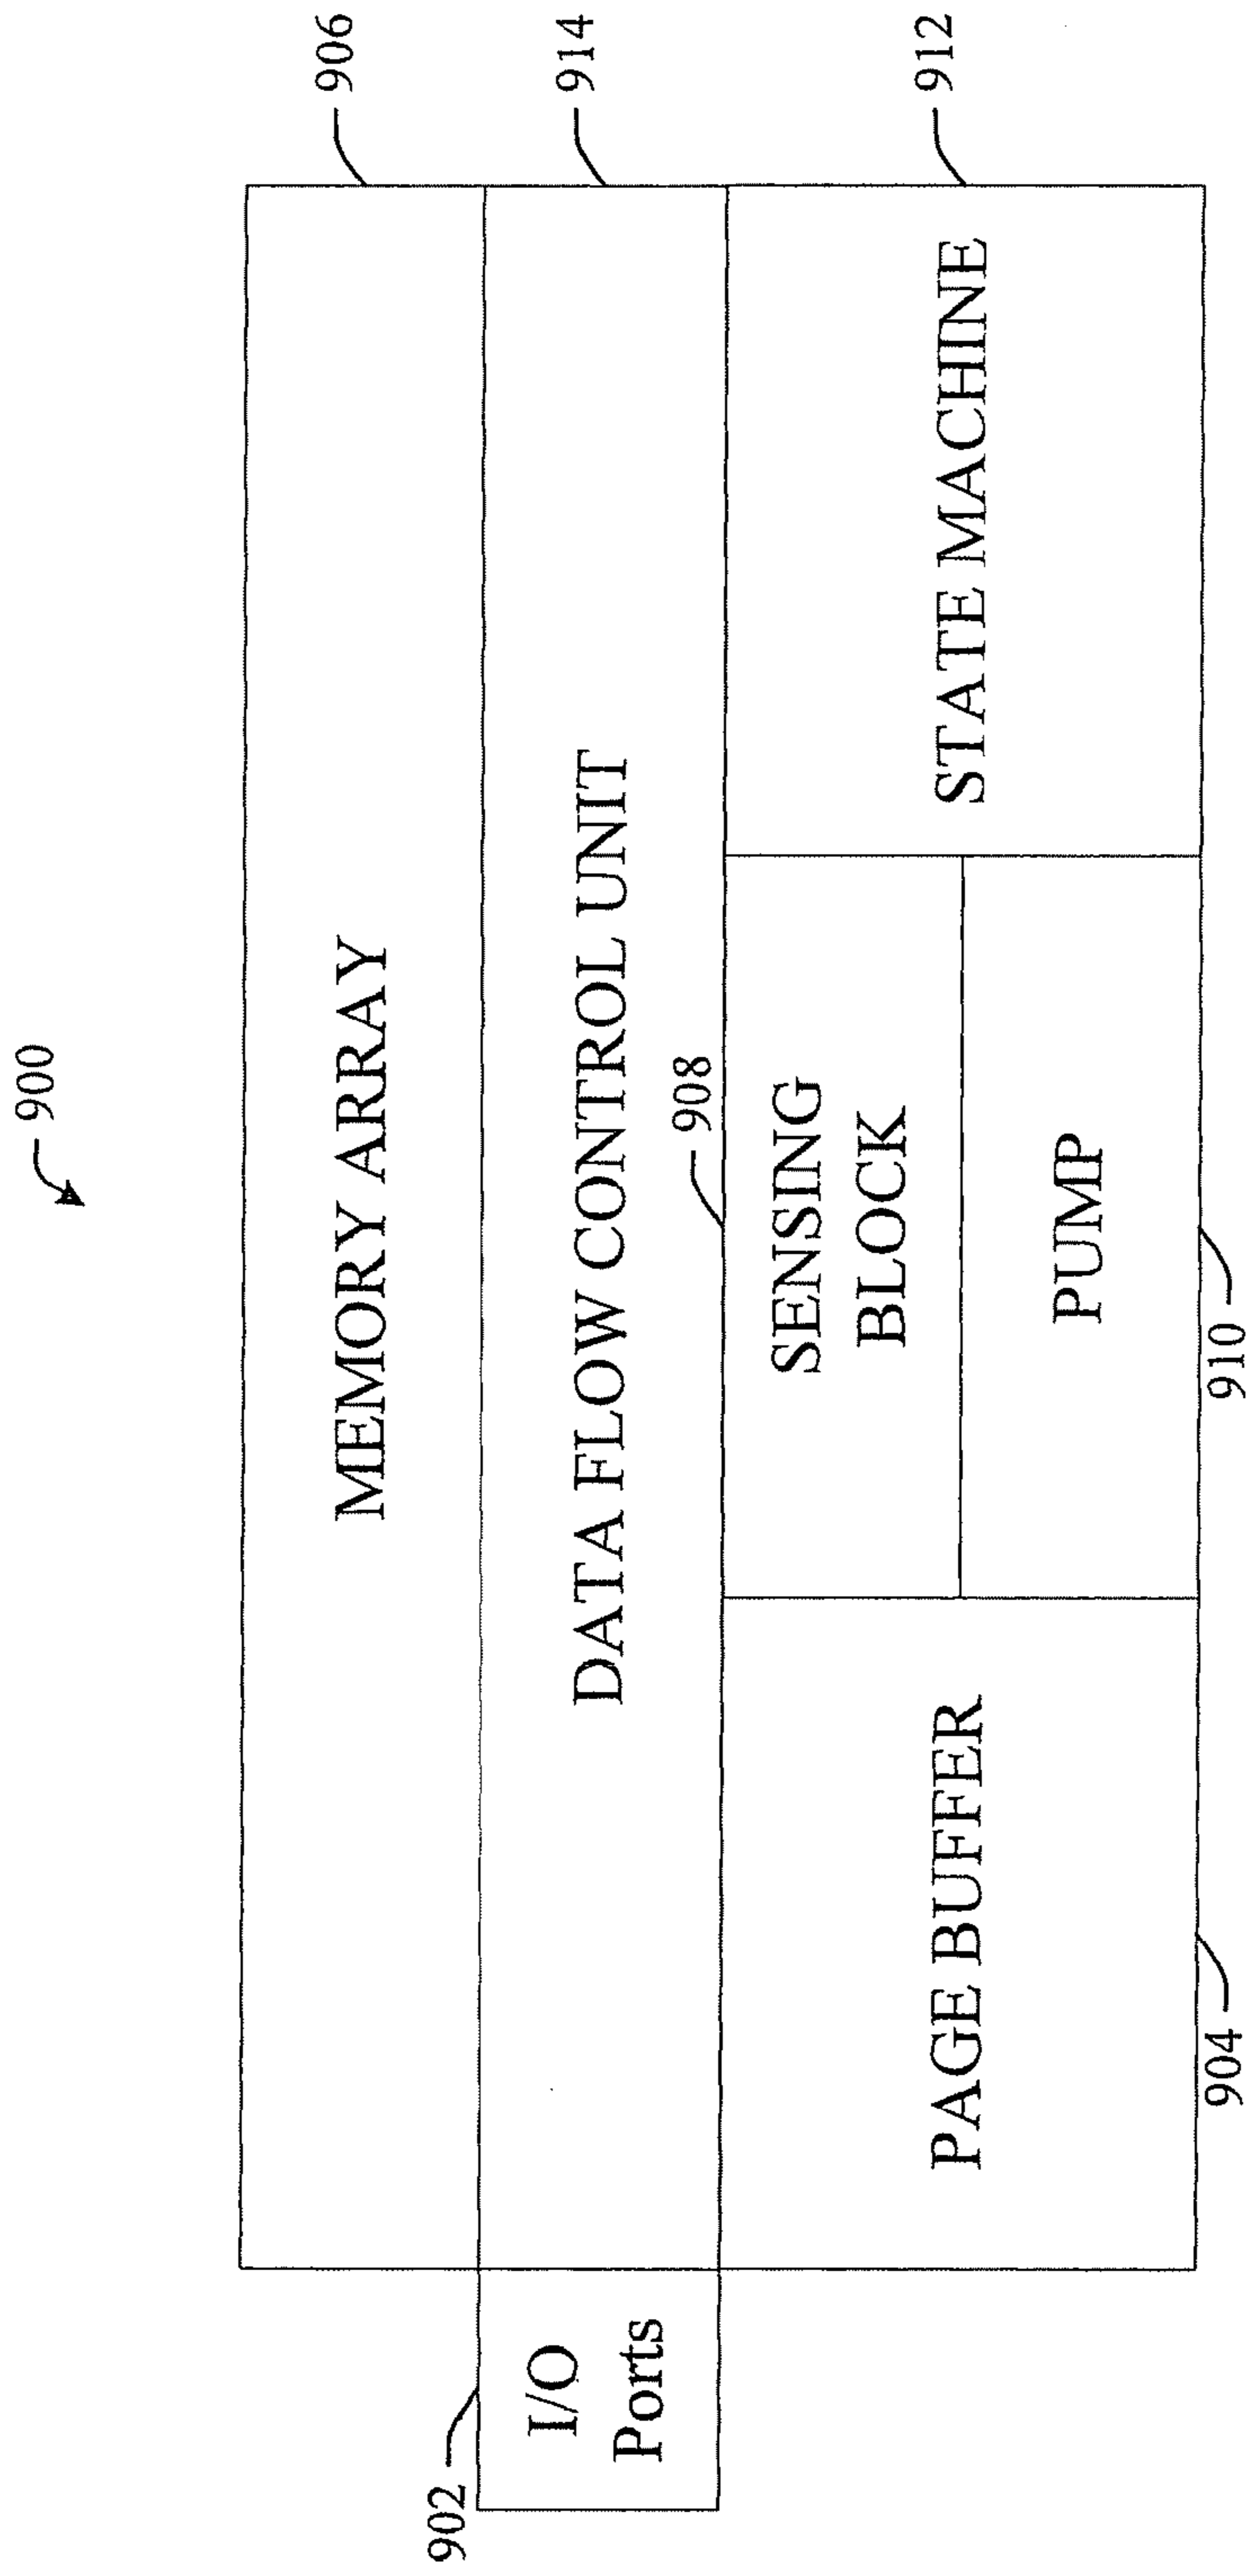 900
906
MEMORY ARRAY
902
I/O
Ports
914
DATA FLOW CONTROL UNIT
908
904
PAGE BUFFER
SENSING
BLOCK
910
PUMP
912
STATE MACHINE